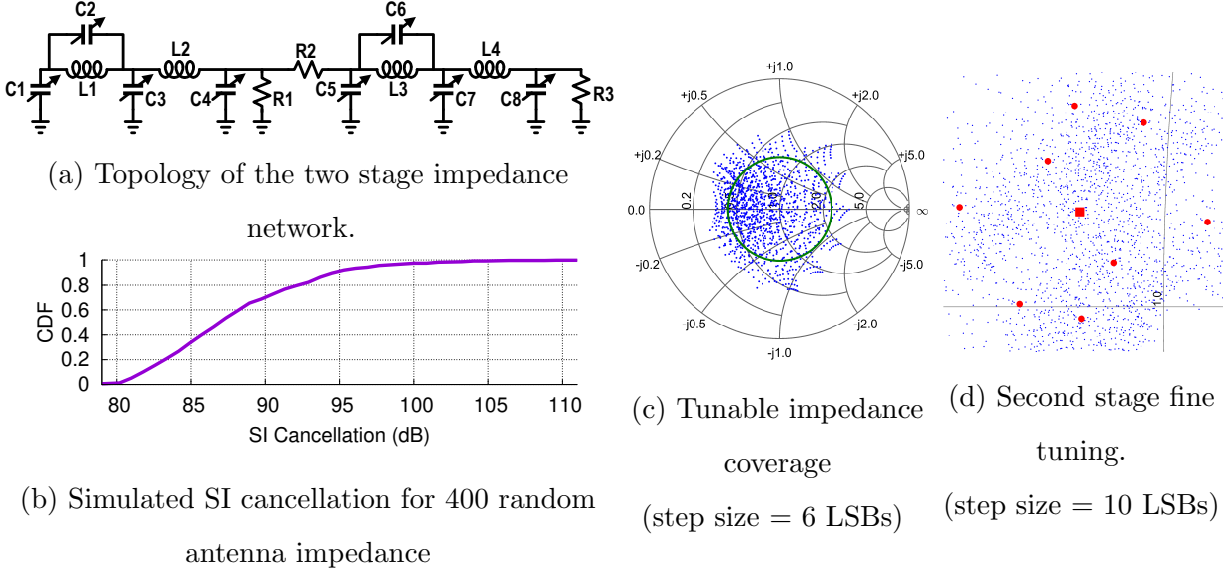 C2
C6
L2
R2
L4
C1
L1
C3
C4
R1
C5
L3
C7
C8
R3
(a) Topology of the two stage impedance
network.
1
0.8
0.6
0.4
0.2
0
CDF
80 85 90 95 100 105 110
SI Cancellation (dB)
(b) Simulated SI cancellation for 400 random
antenna impedance
+j1.0
+j0.5
+j2.0
+j0.2
+j5.0
0.0
0.2
2.0
5.0
∞
-j0.2
-j5.0
-j0.5
-j2.0
-j1.0
(c) Tunable impedance
coverage
(step size = 6 LSBs)
1.0
(d) Second stage fine
tuning.
(step size = 10 LSBs)